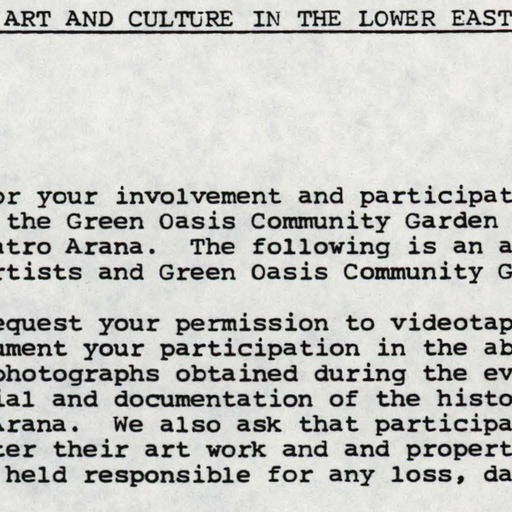 ART AND CULTURE IN THE LOWER EAST
or your involvement and participat
the Green Oasis Community Garden
tro Arana. The following is an a
rtists and Green Oasis Community G
equest your permission to videotap
ument your participation in the ab
photographs obtained during the ev
ial and documentation of the histo
Arana. We also ask that participa
ter their art work and and propert
held responsible for any loss, da